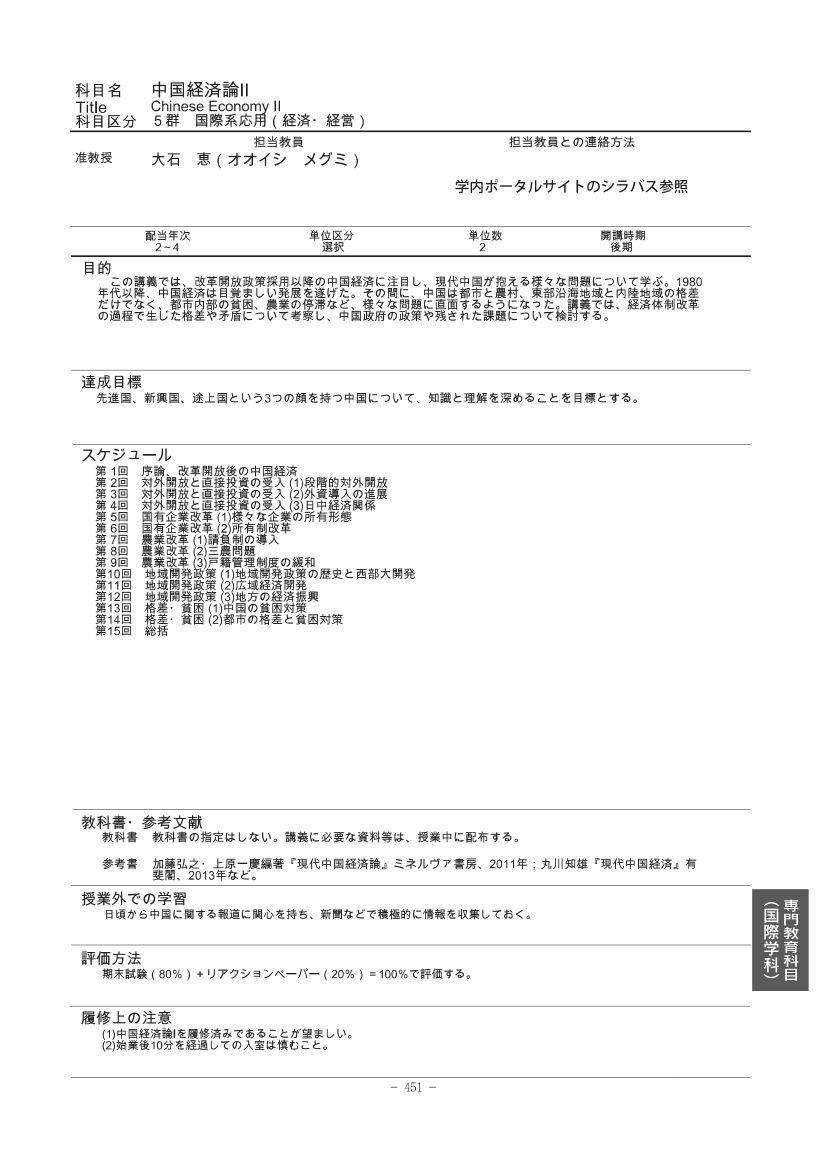 科目名　中国経済論II
Title　Chinese Economy II
科目区分　５群　国際系応用（経済・経営）
担当教員　担当教員との連絡方法
准教授　大石　恵（オオイシ　メグミ）
学内ポータルサイトのシラバス参照
配当年次　単位区分　単位数　開講時期
2～4　選択　2　後期
目的
この講義では、改革開放政策採用以降の中国経済に注目し、現代中国が抱える様々な問題について学ぶ。1980
年代以降、中国経済は目覚ましい発展を遂げた。その間に、中国は都市と農村、東部沿海地域と内陸地域の格差
だけでなく、都市内部の貧困、農業の停滞など、様々な問題に直面するようになった。講義では、経済体制改革
の過程で生じた格差や矛盾について考察し、中国政府の政策や残された課題について検討する。
達成目標
先進国、新興国、途上国という3つの顔を持つ中国について、知識と理解を深めることを目標とする。
スケジュール
第 1回　序論、改革開放後の中国経済
第 2回　対外開放と直接投資の受入 (1)段階的対外開放
第 3回　対外開放と直接投資の受入 (2)外資導入の進展
第 4回　対外開放と直接投資の受入 (3)日中経済関係
第 5回　国有企業改革 (1)様々な企業の所有形態
第 6回　国有企業改革 (2)所有制改革
第 7回　農業改革 (1)請負制の導入
第 8回　農業改革 (2)三農問題
第 9回　農業改革 (3)戸籍管理制度の緩和
第10回　地域開発政策 (1)地域開発政策の歴史と西部大開発
第11回　地域開発政策 (2)広域経済開発
第12回　地域開発政策 (3)地方の経済振興
第13回　格差・貧困 (1)中国の貧困対策
第14回　格差・貧困 (2)都市の格差と貧困対策
第15回　総括
教科書・参考文献
教科書　教科書の指定はしない。講義に必要な資料等は、授業中に配布する。
参考書　加藤弘之・上原一慶編著『現代中国経済論』ミネルヴァ書房、2011年；丸川知雄『現代中国経済』有
斐閣、2013年など。
授業外での学習
日頃から中国に関する報道に関心を持ち、新聞などで積極的に情報を収集しておく。
専門教育科目
（国際学科）
評価方法
期末試験（80%）＋リアクションペーパー（20%）＝100%で評価する。
履修上の注意
(1)中国経済論Iを履修済みであることが望ましい。
(2)始業後10分を経過しての入室は慎むこと。
－ 451 －